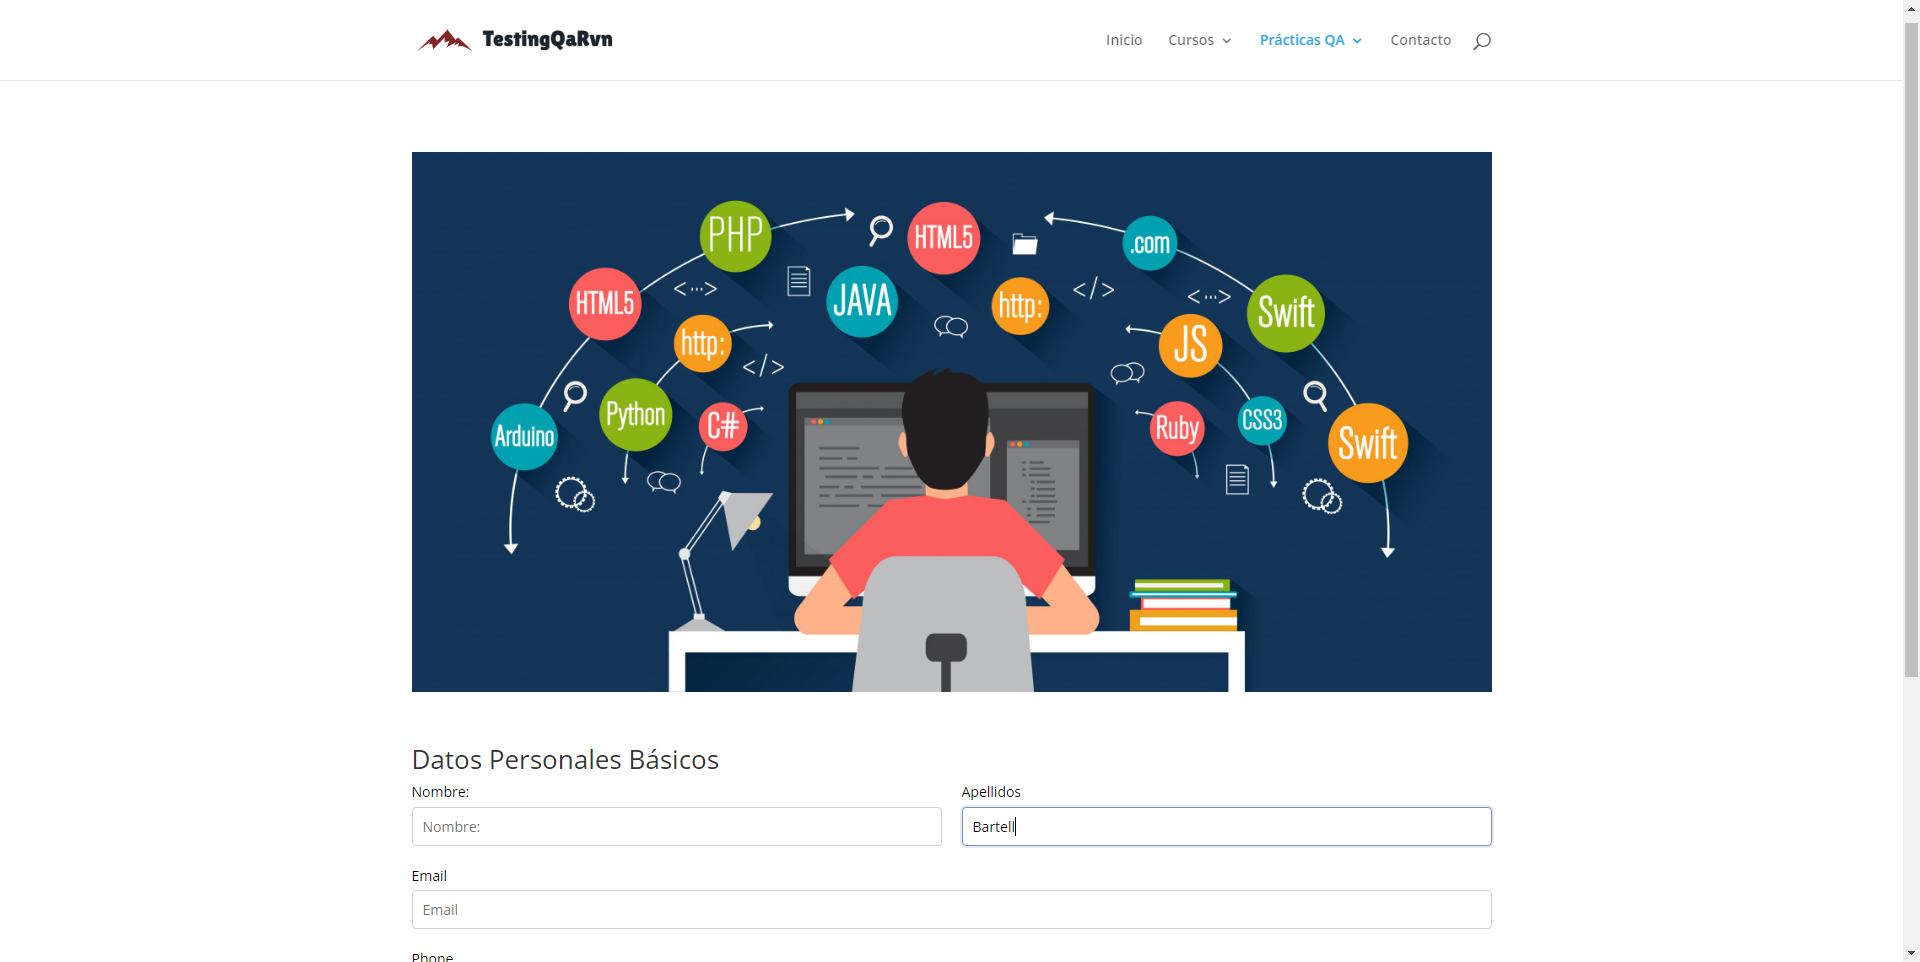 TestingQaRvn
Inicio
Cursos
Prácticas QA
Contacto
PHP
HTML5
.com
HTML5
<···>
JAVA
http:
</>
<···>
Swift
http:
</>
JS
Python
C#
Arduino
Ruby
CSS3
Swift
Datos Personales Básicos
Nombre:
Apellidos
Nombre:
Bartell
Email
Email
Phone